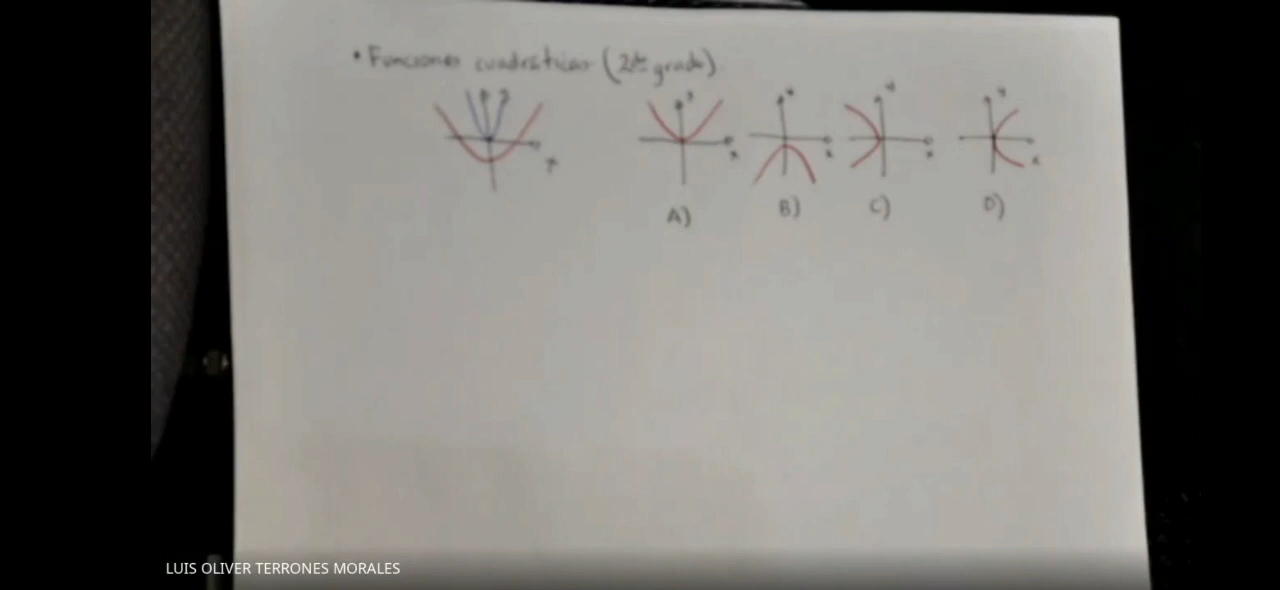 • Funciones cuadráticas (2do grado)
y
x
y
x
y
x
y
x
y
x
A) B) C) D)
LUIS OLIVER TERRONES MORALES